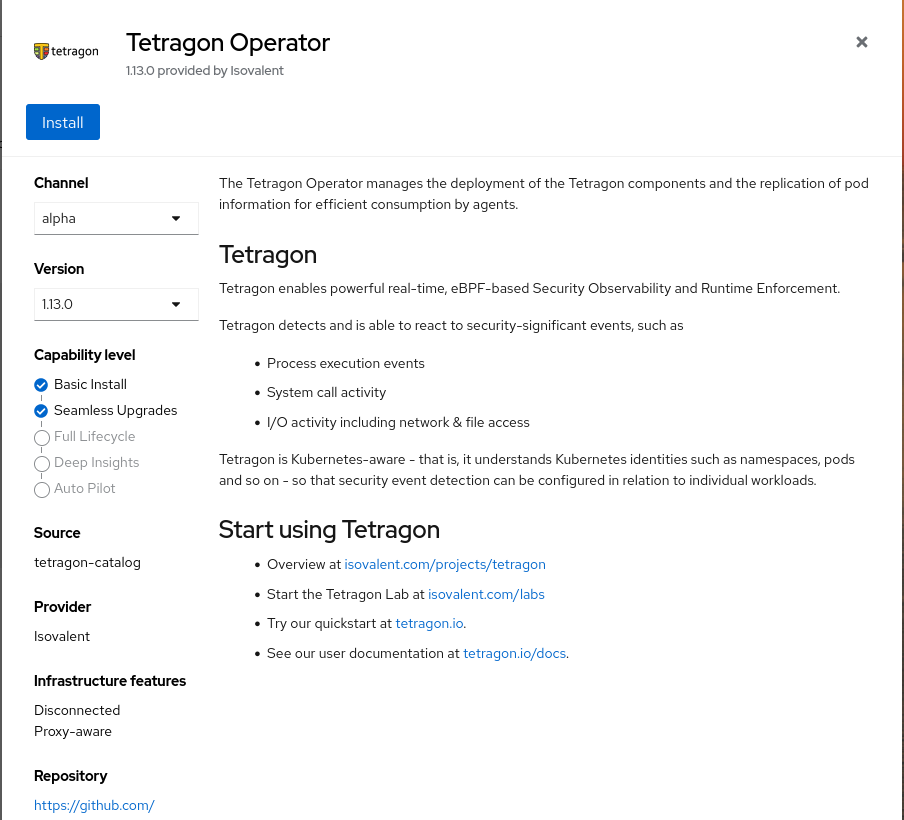 tetragon
Tetragon Operator
1.13.0 provided by Isovalent
Install
Channel
alpha
Version
1.13.0
Capability level
Basic Install
Seamless Upgrades
Full Lifecycle
Deep Insights
Auto Pilot
Source
tetragon-catalog
Provider
Isovalent
Infrastructure features
Disconnected
Proxy-aware
Repository
https://github.com/
The Tetragon Operator manages the deployment of the Tetragon components and the replication of pod
information for efficient consumption by agents.
Tetragon
Tetragon enables powerful real-time, eBPF-based Security Observability and Runtime Enforcement.
Tetragon detects and is able to react to security-significant events, such as
• Process execution events
• System call activity
• I/O activity including network & file access
Tetragon is Kubernetes-aware - that is, it understands Kubernetes identities such as namespaces, pods
and so on - so that security event detection can be configured in relation to individual workloads.
Start using Tetragon
• Overview at isovalent.com/projects/tetragon
• Start the Tetragon Lab at isovalent.com/labs
• Try our quickstart at tetragon.io.
• See our user documentation at tetragon.io/docs.